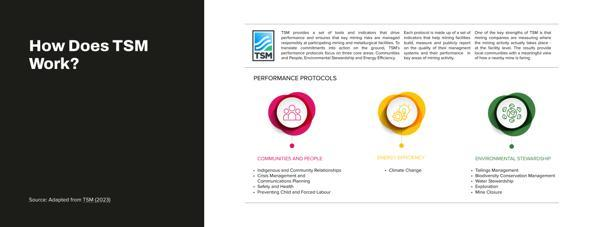 How Does TSM
Work?
Source: Adapted from TSM (2023)
TSM
TSM provides a set of tools and indicators that drive
performance and ensures that key mining risks are managed
responsibly at participating mining and metallurgical facilities. To
translate commitments into action on the ground, TSM's
performance protocols focus on three core areas: Communities
and People, Environmental Stewardship and Energy Efficiency.
Each protocol is made up of a set of
indicators that help mining facilities
build, measure and publicly report
on the quality of their management
systems and their performance in
key areas of mining activity.
One of the key strengths of TSM is that
mining companies are measuring where
the mining activity actually takes place -
at the facility level. The results provide
local communities with a meaningful view
of how a nearby mine is faring.
PERFORMANCE PROTOCOLS
COMMUNITIES AND PEOPLE
• Indigenous and Community Relationships
• Crisis Management and
Communications Planning
• Safety and Health
• Preventing Child and Forced Labour
ENERGY EFFICIENCY
• Climate Change
ENVIRONMENTAL STEWARDSHIP
• Tailings Management
• Biodiversity Conservation Management
• Water Stewardship
• Exploration
• Mine Closure